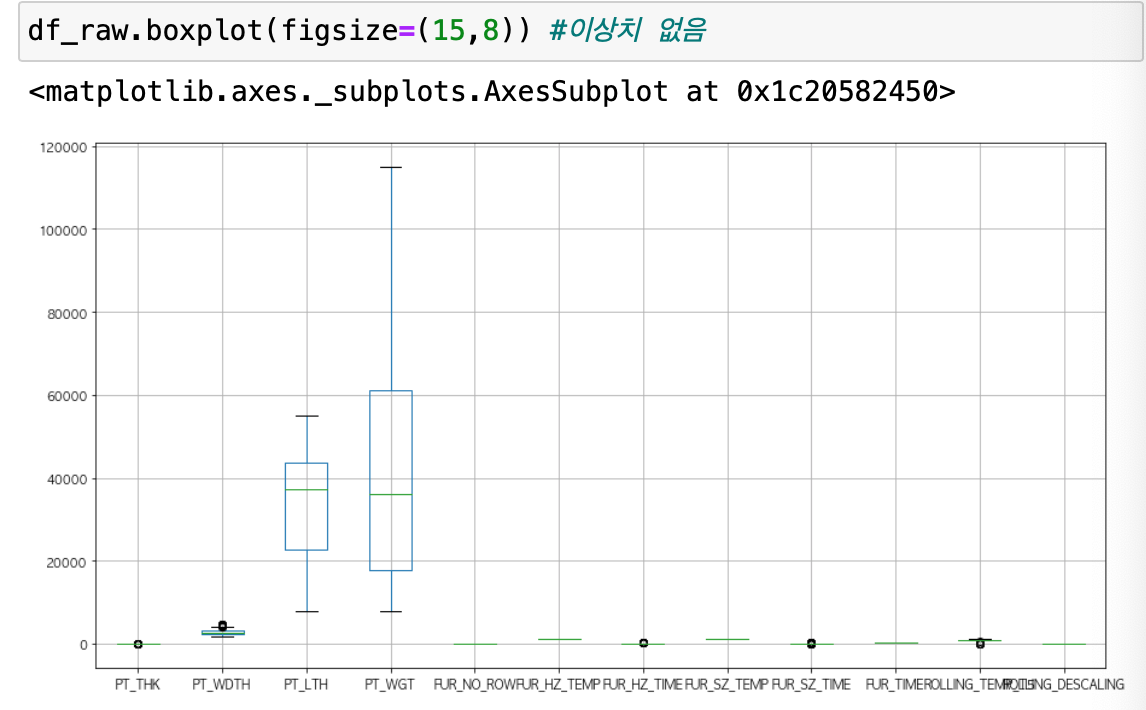 df_raw.boxplot(figsize=(15,8)) #이상치 없음
<matplotlib.axes._subplots.AxesSubplot at 0x1c20582450>
120000
100000
80000
60000
40000
20000
0
PT_THK PT_WDTH PT_LTH PT_WGT FUR_NO_ROW FUR_HZ_TEMP FUR_HZ_TIME FUR_SZ_TEMP FUR_SZ_TIME FUR_TIME ROLLING_DESCALING